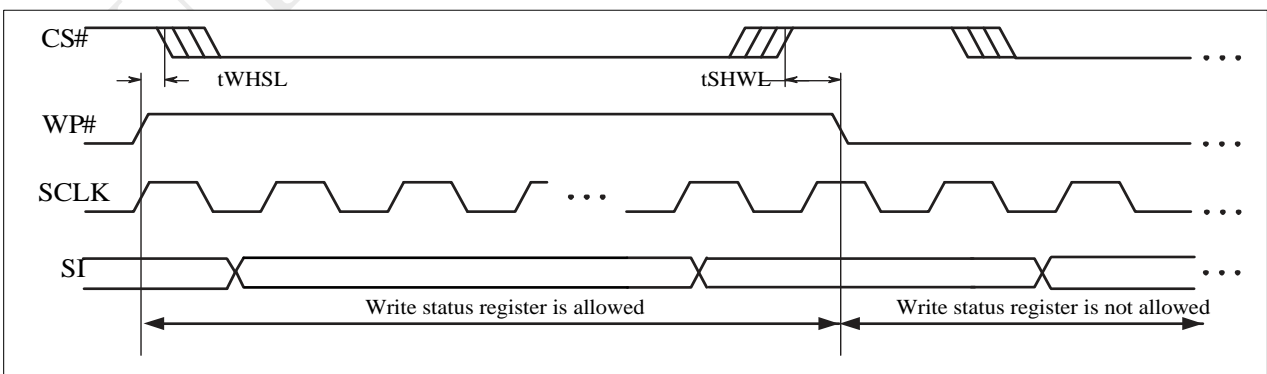 CS#
tWHSL
tSHWL
WP#
SCLK
SI
Write status register is allowed
Write status register is not allowed